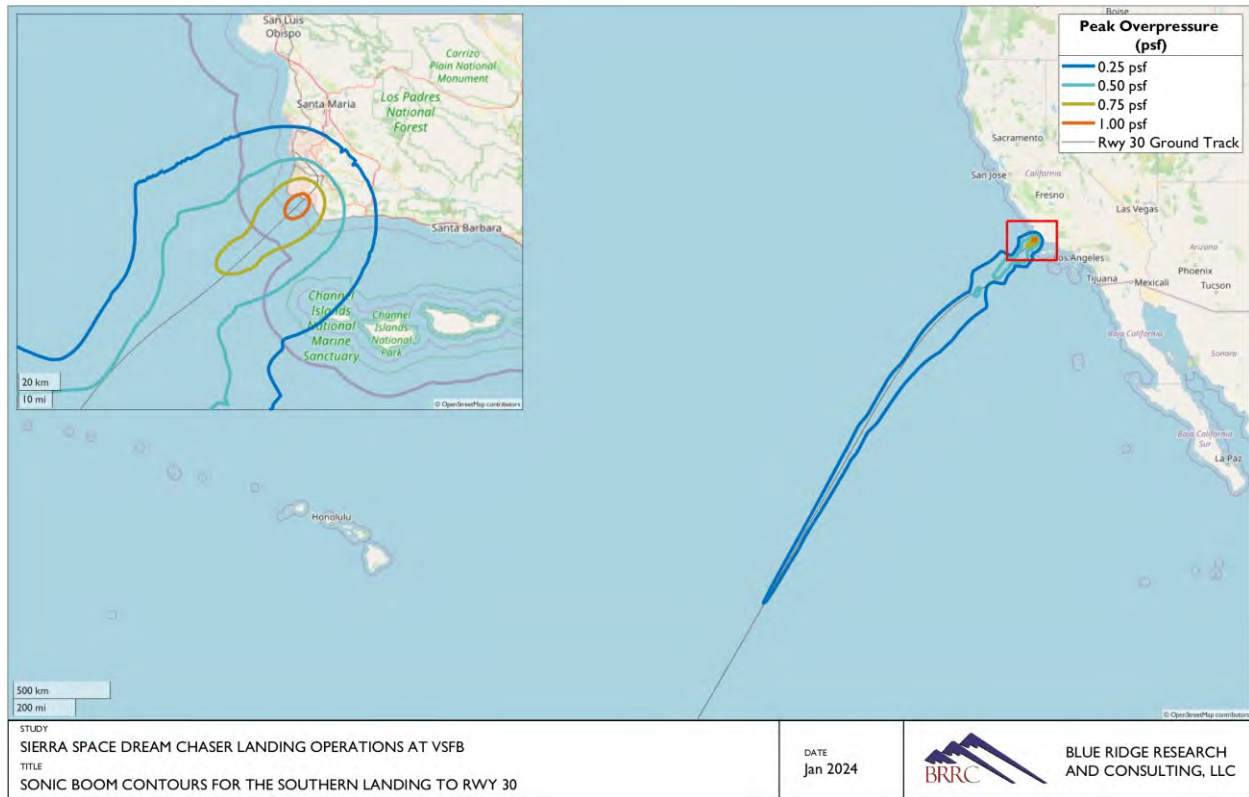 San Luis
Obispo
Carrizo
Plain National
Monument
Santa Maria
Los Padres
National
Forest
Santa Barbara
Channel
Islands
National
Marine
Sanctuary
Channel
Islands
National
Park
20 km
10 mi
© OpenStreetMap contributors
Boise
Peak Overpressure
(psf)
0.25 psf
0.50 psf
0.75 psf
1.00 psf
Rwy 30 Ground Track
Sacramento
San Jose
California
Fresno
Las Vegas
Los Angeles
Arizona
Phoenix
Tijuana
Mexicali
Tucson
Baja California
Sonora
Baja California
Sur
La Paz
Honolulu
500 km
200 mi
© OpenStreetMap contributors
STUDY
SIERRA SPACE DREAM CHASER LANDING OPERATIONS AT VSFB
TITLE
SONIC BOOM CONTOURS FOR THE SOUTHERN LANDING TO RWY 30
DATE
Jan 2024
BRRC
BLUE RIDGE RESEARCH
AND CONSULTING, LLC